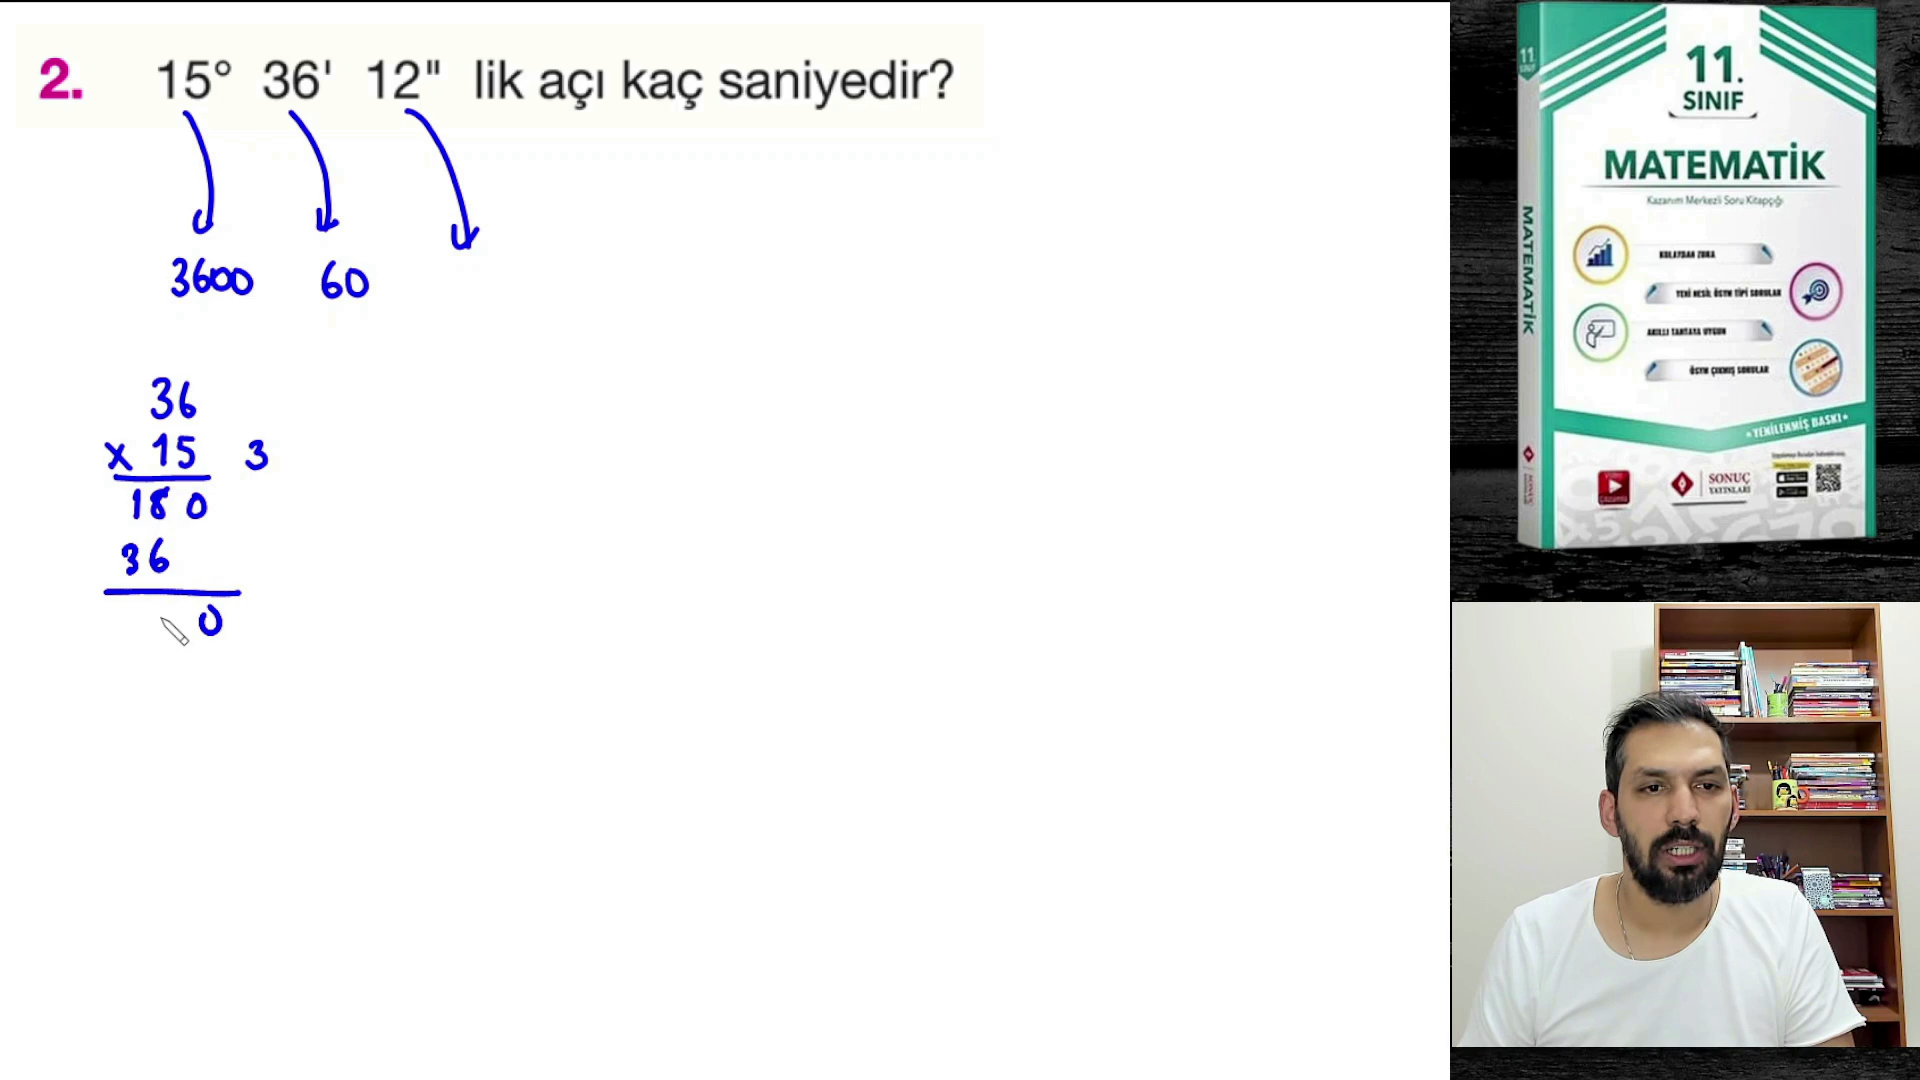 2. 15° 36' 12" lik açı kaç saniyedir?
3600 60
36
x 15 3
180
36
0
11.
SINIF
MATEMATİK
Kazanım Merkezli Soru Kitapçığı
KOLAYDAN ZORA
YENİ NESİL ÖSYM TİPİ SORULAR
AKILLI TAHTAYA UYGUN
ÖSYM ÇIKMIŞ SORULAR
• YENİLENMİŞ BASKI •
SONUÇ
YAYINLARI
11.
SINIF
MATEMATİK